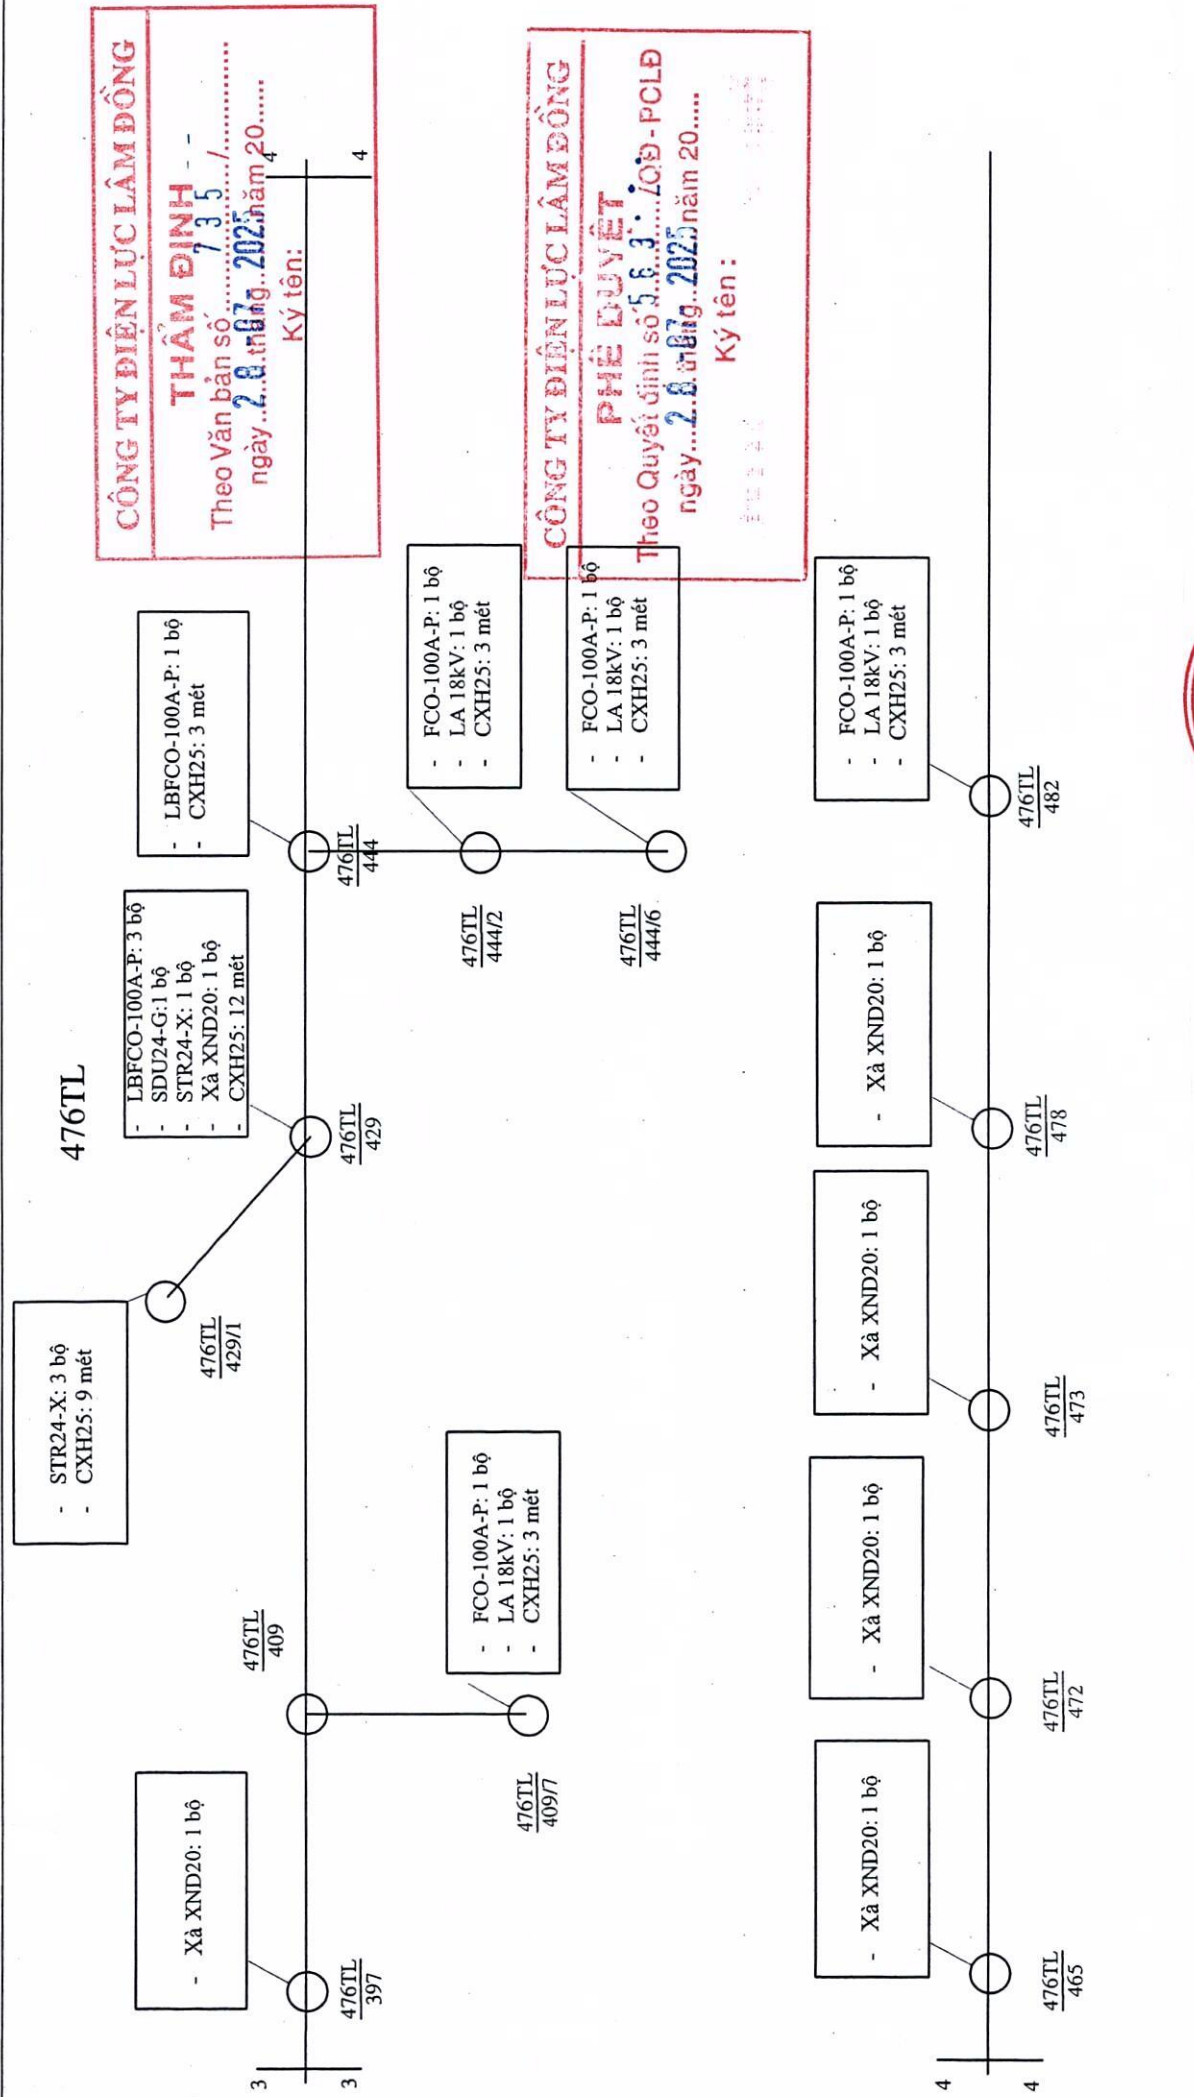 476TL
CÔNG TY ĐIỆN LỰC LÂM ĐỒNG
THẨM ĐỊNH
Theo Văn bản số 735 /
ngày 28 -07- 2025 tháng năm 20.....
Ký tên:
CÔNG TY ĐIỆN LỰC LÂM ĐỒNG
PHÊ DUYỆT
Theo Quyết định số 563 /QĐ-PCLĐ
ngày 28 -07- 2025 tháng năm 20.....
Ký tên :
3
3
- Xà XND20: 1 bộ
476TL
397
476TL
409
- FCO-100A-P: 1 bộ
- LA 18kV: 1 bộ
- CXH25: 3 mét
476TL
409/7
- STR24-X: 3 bộ
- CXH25: 9 mét
476TL
429/1
- LBFCO-100A-P: 3 bộ
- SDU24-G:1 bộ
- STR24-X: 1 bộ
- Xà XND20: 1 bộ
- CXH25: 12 mét
476TL
429
- LBFCO-100A-P: 1 bộ
- CXH25: 3 mét
476TL
444
- FCO-100A-P: 1 bộ
- LA 18kV: 1 bộ
- CXH25: 3 mét
476TL
444/2
- FCO-100A-P: 1 bộ
- LA 18kV: 1 bộ
- CXH25: 3 mét
476TL
444/6
4
4
4
4
- Xà XND20: 1 bộ
476TL
465
- Xà XND20: 1 bộ
476TL
472
- Xà XND20: 1 bộ
476TL
473
- Xà XND20: 1 bộ
476TL
478
- FCO-100A-P: 1 bộ
- LA 18kV: 1 bộ
- CXH25: 3 mét
476TL
482